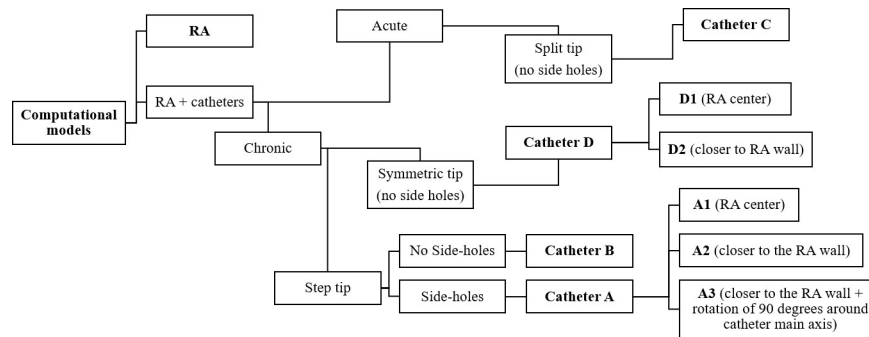 RA
Acute
Catheter C
Split tip
(no side holes)
RA + catheters
Computational
models
D1 (RA center)
Chronic
Catheter D
D2 (closer to RA wall)
Symmetric tip
(no side holes)
A1 (RA center)
No Side-holes
Catheter B
A2 (closer to the RA wall)
Step tip
Side-holes
Catheter A
A3 (closer to the RA wall +
rotation of 90 degrees around
catheter main axis)